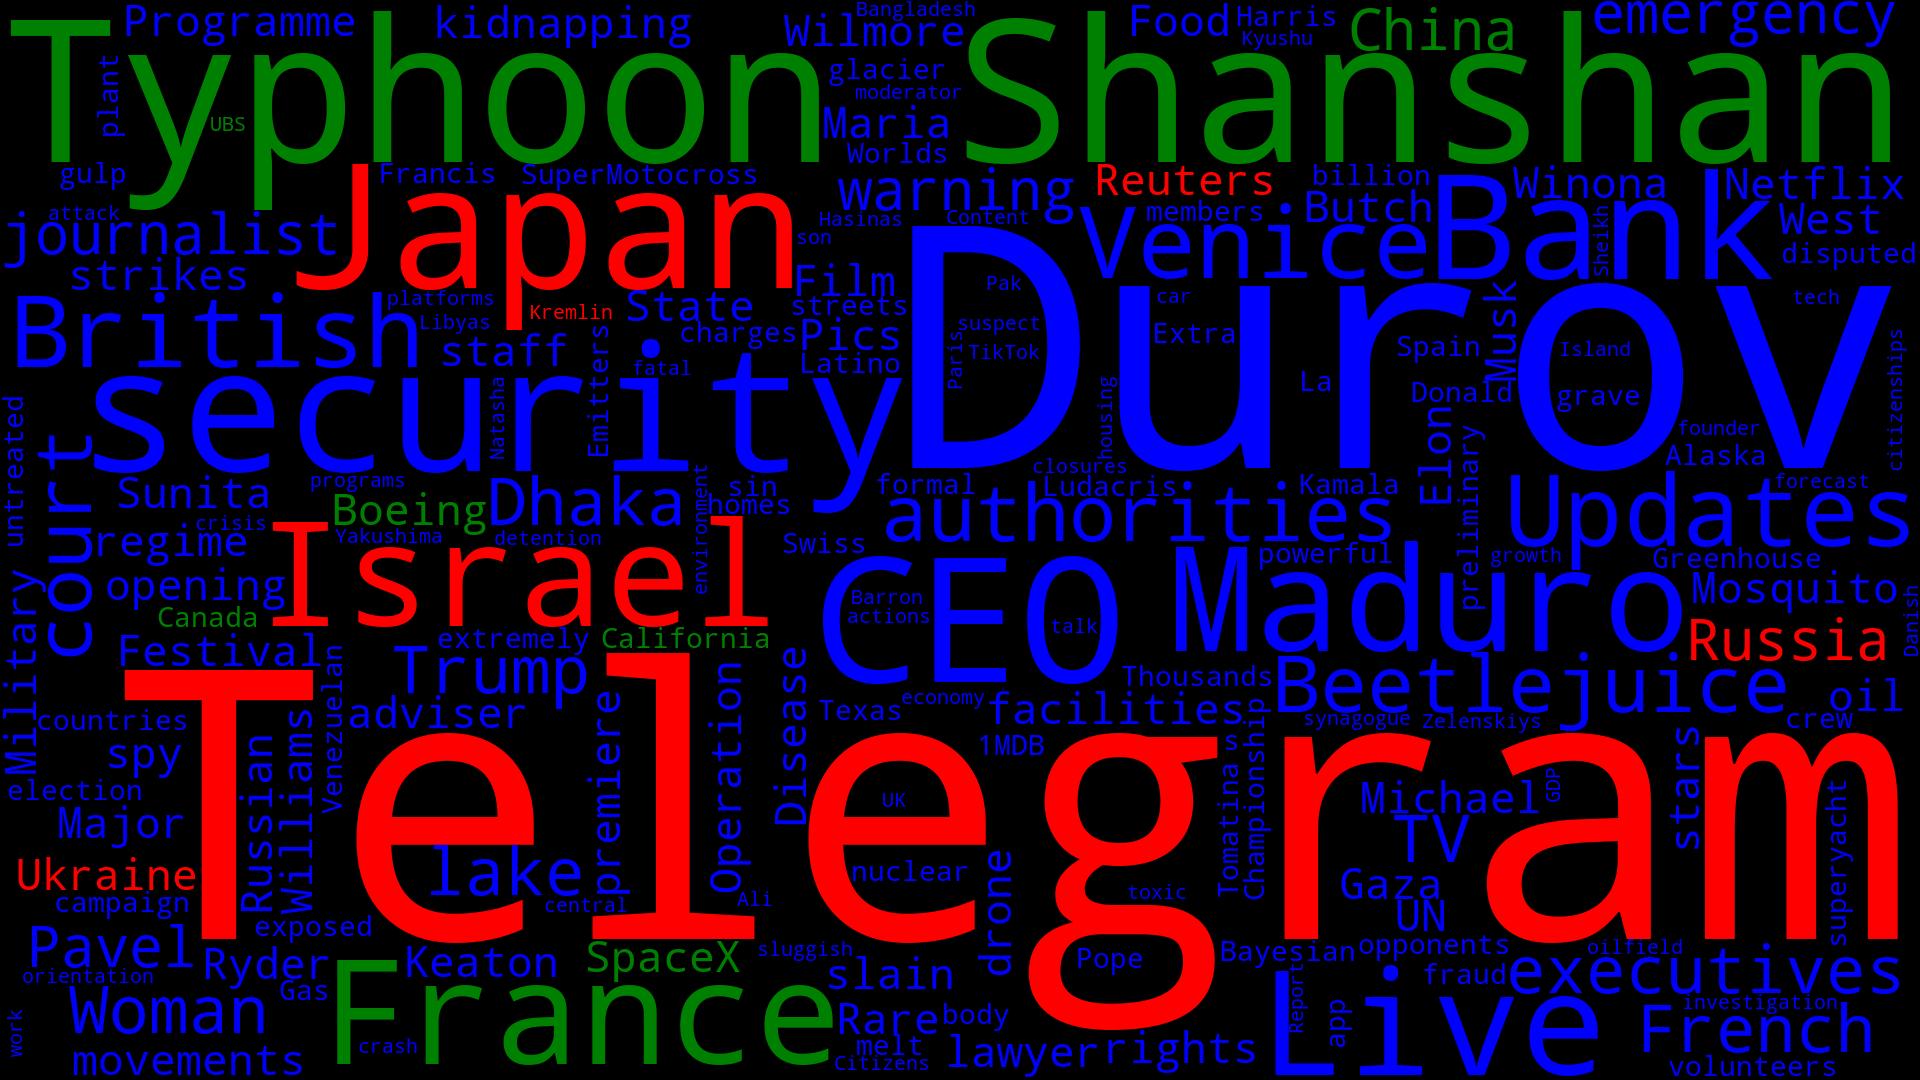 Programme kidnapping Wilmore Bangladesh Food Harris China emergency
Typhoon Shanshan
Kyushu
plant UBS glacier moderator Maria Worlds
gulp Francis SuperMotocross warning Reuters billion Winona Netflix
attack Japan Hasinas Content members Butch Bank West
journalist son Venice Sheikh disputed
strikes Film Durov Pak car tech
British platforms Kremlin State streets Musk
Libyas charges Pics suspect Extra Spain Island
staff Emitters fatal Latino Paris TikTok La Donald grave citizenships
security Natasha housing Elon founder
untreated court closures Alaska
Sunita programs Dhaka sin formal Ludacris Kamala preliminary Updates forecast
Boeing homes authorities
regime crisis Yakushima detention environment Swiss powerful growth Greenhouse
opening Israel CEO Barron Maduro Mosquito
Canada actions talk Danish
Military Festival extremely California Russia
Trump Disease Thousands Beetlejuice oil
countries Venezuelan adviser premiere Operation Texas economy facilities synagogue Zelenskiys crew
spy Russian Williams Telegram 1MDB s Championship stars
election UK Tomatina Michael GDP superyacht
Major TV
Ukraine lake nuclear drone toxic Gaza
campaign exposed central Ali UN
Pavel Ryder Keaton SpaceX sluggish Pope Bayesian opponents oilfield
orientation Gas slain fraud executives
Woman France Rare body Report app Live French investigation
work movements crash melt Citizens lawyer rights volunteers